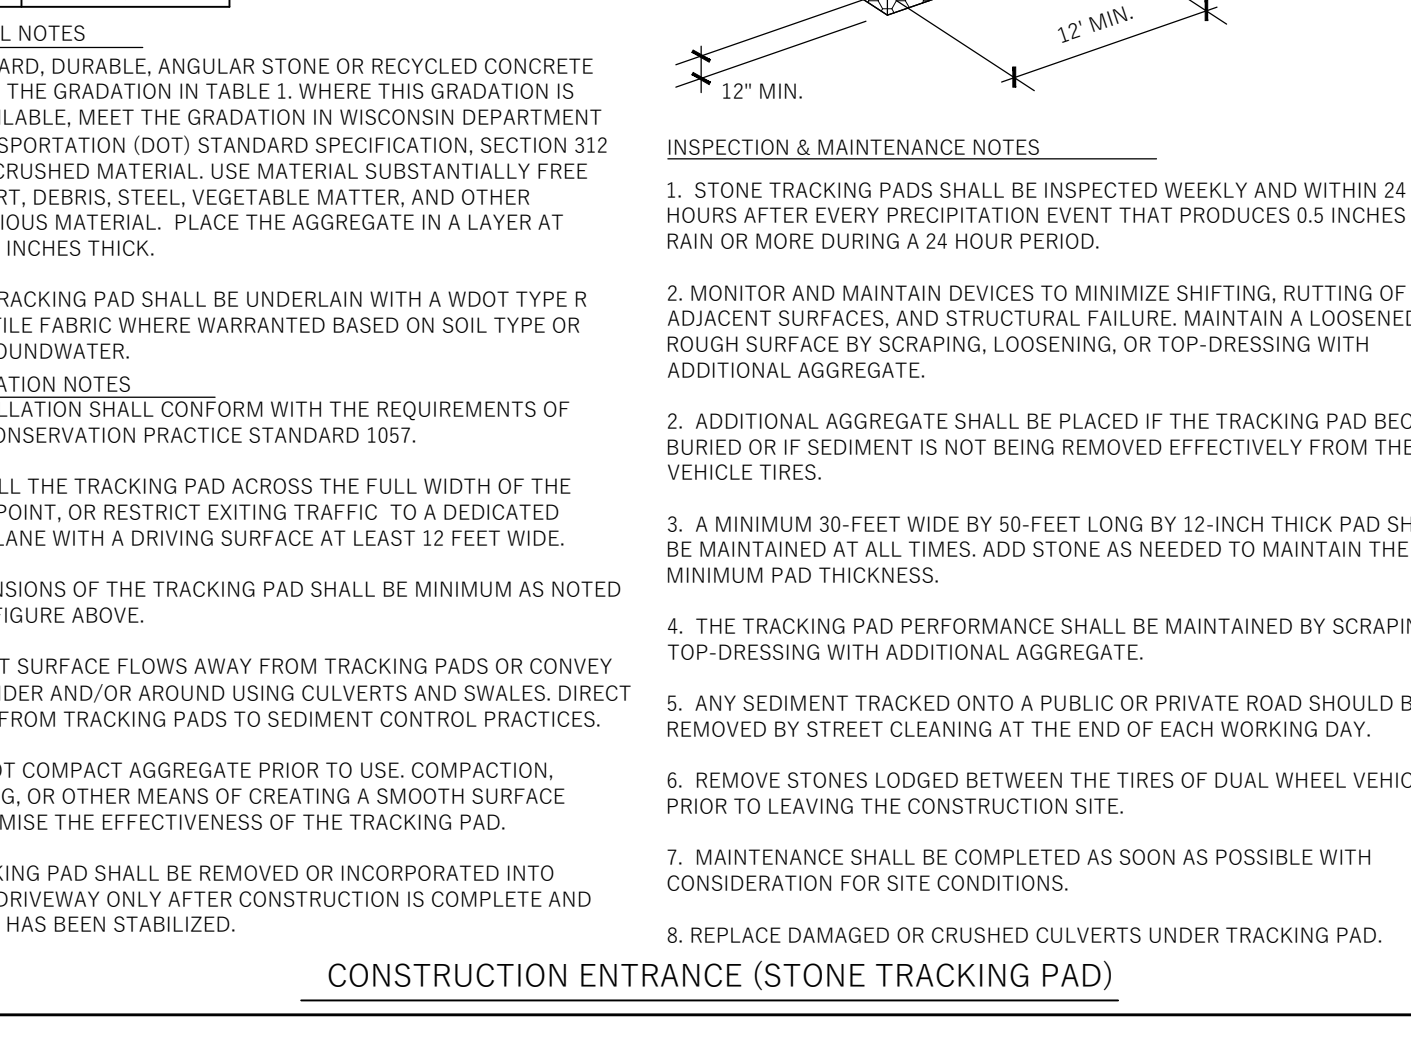 L NOTES
ARD, DURABLE, ANGULAR STONE OR RECYCLED CONCRETE
THE GRADATION IN TABLE 1. WHERE THIS GRADATION IS
ILABLE, MEET THE GRADATION IN WISCONSIN DEPARTMENT
SPORTATION (DOT) STANDARD SPECIFICATION, SECTION 312
CRUSHED MATERIAL. USE MATERIAL SUBSTANTIALLY FREE
RT, DEBRIS, STEEL, VEGETABLE MATTER, AND OTHER
IOUS MATERIAL. PLACE THE AGGREGATE IN A LAYER AT
INCHES THICK.
RACKING PAD SHALL BE UNDERLAIN WITH A WDOT TYPE R
TILE FABRIC WHERE WARRANTED BASED ON SOIL TYPE OR
OUNDWATER.
ATION NOTES
LLATION SHALL CONFORM WITH THE REQUIREMENTS OF
ONSERVATION PRACTICE STANDARD 1057.
LL THE TRACKING PAD ACROSS THE FULL WIDTH OF THE
POINT, OR RESTRICT EXITING TRAFFIC TO A DEDICATED
LANE WITH A DRIVING SURFACE AT LEAST 12 FEET WIDE.
NSIONS OF THE TRACKING PAD SHALL BE MINIMUM AS NOTED
FIGURE ABOVE.
T SURFACE FLOWS AWAY FROM TRACKING PADS OR CONVEY
NDER AND/OR AROUND USING CULVERTS AND SWALES. DIRECT
FROM TRACKING PADS TO SEDIMENT CONTROL PRACTICES.
OT COMPACT AGGREGATE PRIOR TO USE. COMPACTION,
G, OR OTHER MEANS OF CREATING A SMOOTH SURFACE
MISE THE EFFECTIVENESS OF THE TRACKING PAD.
KING PAD SHALL BE REMOVED OR INCORPORATED INTO
DRIVEWAY ONLY AFTER CONSTRUCTION IS COMPLETE AND
HAS BEEN STABILIZED.
12' MIN.
12" MIN.
INSPECTION & MAINTENANCE NOTES
1. STONE TRACKING PADS SHALL BE INSPECTED WEEKLY AND WITHIN 24
HOURS AFTER EVERY PRECIPITATION EVENT THAT PRODUCES 0.5 INCHES
RAIN OR MORE DURING A 24 HOUR PERIOD.
2. MONITOR AND MAINTAIN DEVICES TO MINIMIZE SHIFTING, RUTTING OF
ADJACENT SURFACES, AND STRUCTURAL FAILURE. MAINTAIN A LOOSENED
ROUGH SURFACE BY SCRAPING, LOOSENING, OR TOP-DRESSING WITH
ADDITIONAL AGGREGATE.
2. ADDITIONAL AGGREGATE SHALL BE PLACED IF THE TRACKING PAD BEC
BURIED OR IF SEDIMENT IS NOT BEING REMOVED EFFECTIVELY FROM THE
VEHICLE TIRES.
3. A MINIMUM 30-FEET WIDE BY 50-FEET LONG BY 12-INCH THICK PAD SH
BE MAINTAINED AT ALL TIMES. ADD STONE AS NEEDED TO MAINTAIN THE
MINIMUM PAD THICKNESS.
4. THE TRACKING PAD PERFORMANCE SHALL BE MAINTAINED BY SCRAPIN
TOP-DRESSING WITH ADDITIONAL AGGREGATE.
5. ANY SEDIMENT TRACKED ONTO A PUBLIC OR PRIVATE ROAD SHOULD B
REMOVED BY STREET CLEANING AT THE END OF EACH WORKING DAY.
6. REMOVE STONES LODGED BETWEEN THE TIRES OF DUAL WHEEL VEHIC
PRIOR TO LEAVING THE CONSTRUCTION SITE.
7. MAINTENANCE SHALL BE COMPLETED AS SOON AS POSSIBLE WITH
CONSIDERATION FOR SITE CONDITIONS.
8. REPLACE DAMAGED OR CRUSHED CULVERTS UNDER TRACKING PAD.
CONSTRUCTION ENTRANCE (STONE TRACKING PAD)